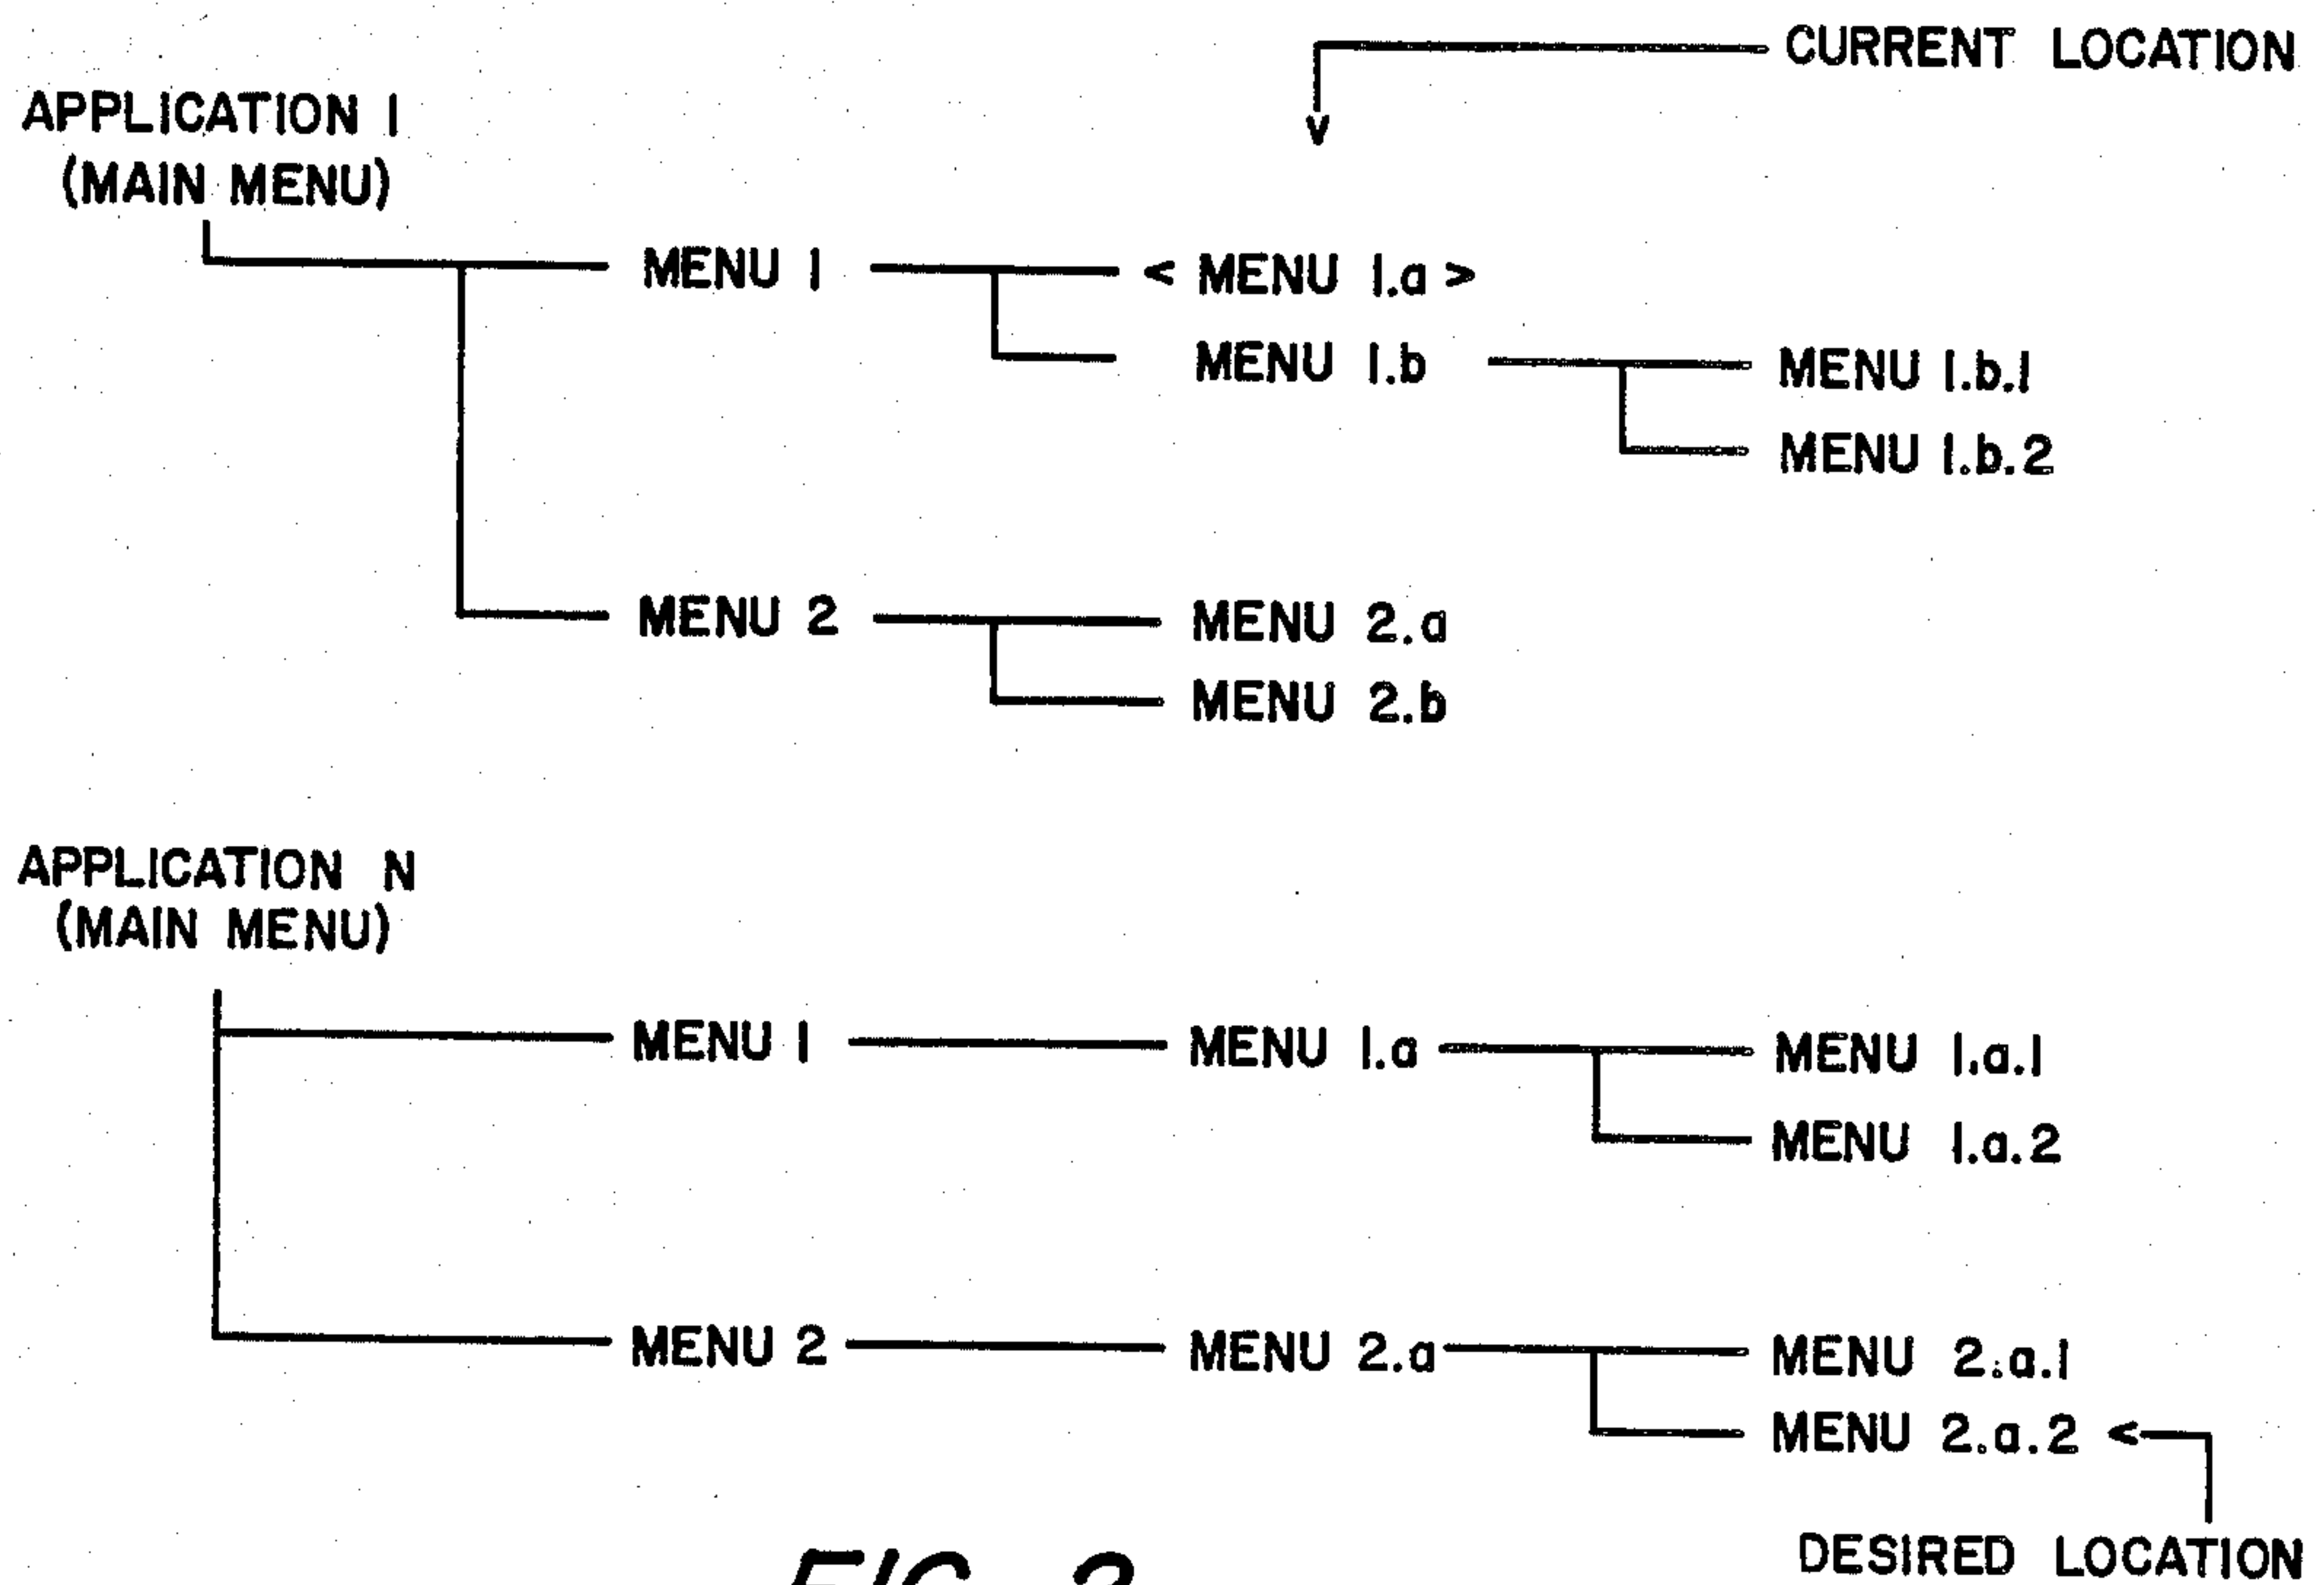 CURRENT LOCATION
APPLICATION 1
(MAIN MENU)
MENU 1
< MENU 1.a >
MENU 1.b
MENU 1.b.1
MENU 1.b.2
MENU 2
MENU 2.a
MENU 2.b
APPLICATION N
(MAIN MENU)
MENU 1
MENU 1.a
MENU 1.a.1
MENU 1.a.2
MENU 2
MENU 2.a
MENU 2.a.1
MENU 2.a.2
DESIRED LOCATION